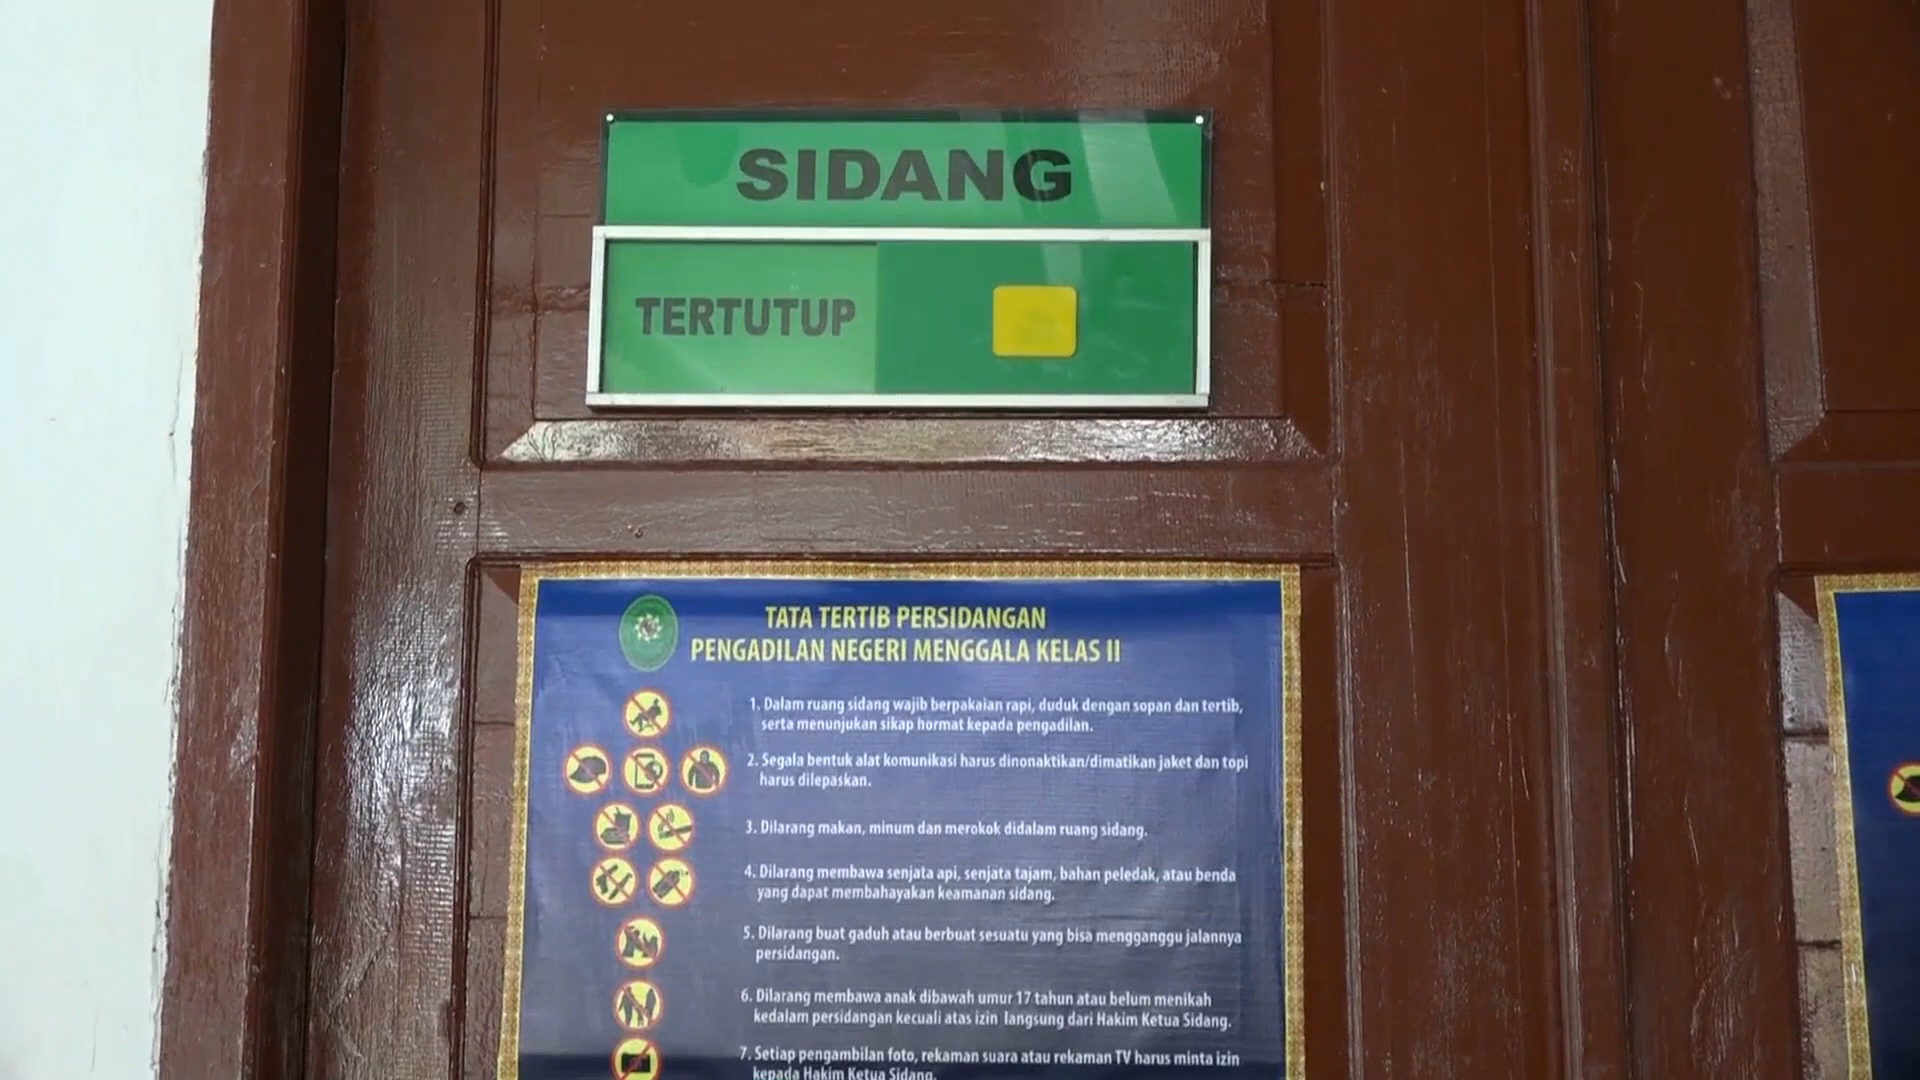 SIDANG
TERTUTUP
TATA TERTIB PERSIDANGAN
PENGADILAN NEGERI MENGGALA KELAS II
1. Dalam ruang sidang wajib berpakaian rapi, duduk dengan sopan dan tertib,
serta menunjukan sikap hormat kepada pengadilan.
2. Segala bentuk alat komunikasi harus dinonaktikan/dimatikan jaket dan topi
harus dilepaskan.
3. Dilarang makan, minum dan merokok didalam ruang sidang.
4. Dilarang membawa senjata api, senjata tajam, bahan peledak, atau benda
yang dapat membahayakan keamanan sidang.
5. Dilarang buat gaduh atau berbuat sesuatu yang bisa mengganggu jalannya
persidangan.
6. Dilarang membawa anak dibawah umur 17 tahun atau belum menikah
kedalam persidangan kecuali atas izin langsung dari Hakim Ketua Sidang.
7. Setiap pengambilan foto, rekaman suara atau rekaman TV harus minta izin
kepada Hakim Ketua Sidang.